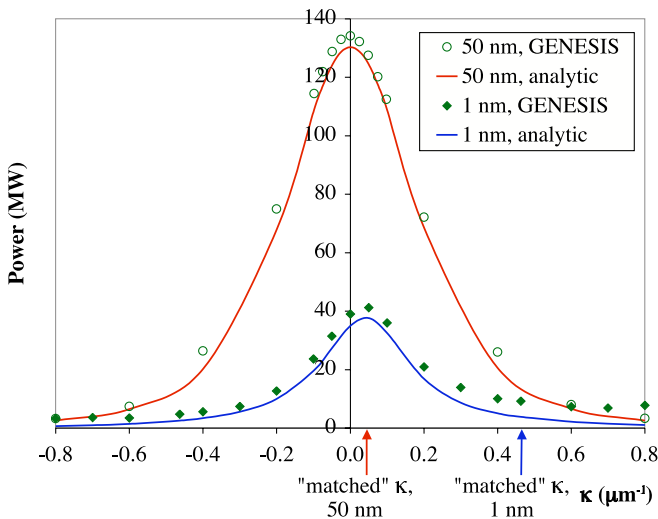 140
120
100
80
60
40
20
0
Power (MW)
50 nm, GENESIS
50 nm, analytic
1 nm, GENESIS
1 nm, analytic
-0.8 -0.6 -0.4 -0.2 0.0 0.2 0.4 0.6 0.8
"matched" κ, "matched" κ, κ (μm⁻¹)
50 nm 1 nm